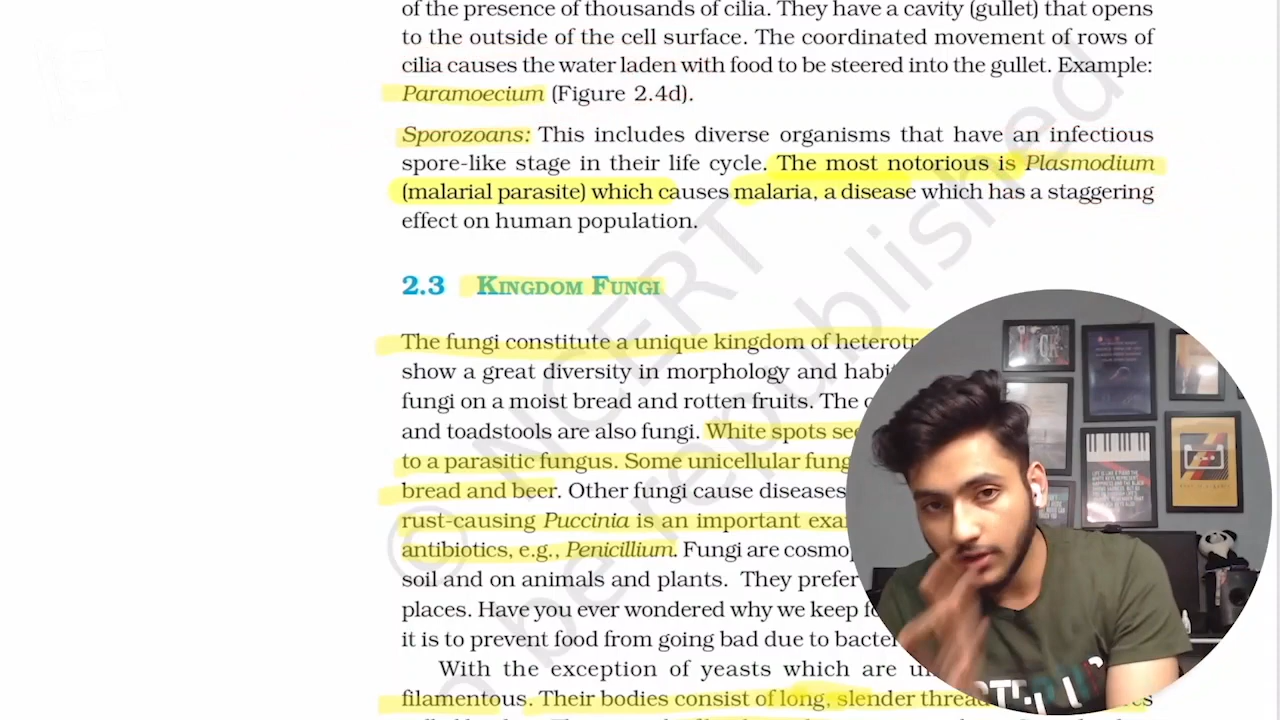 of the presence of thousands of cilia. They have a cavity (gullet) that opens
to the outside of the cell surface. The coordinated movement of rows of
cilia causes the water laden with food to be steered into the gullet. Example:
Paramoecium (Figure 2.4d).
Sporozoans: This includes diverse organisms that have an infectious
spore-like stage in their life cycle. The most notorious is Plasmodium
(malarial parasite) which causes malaria, a disease which has a staggering
effect on human population.
2.3 KINGDOM FUNGI
The fungi constitute a unique kingdom of
show a great diversity in morphology and
fungi on a moist bread and rotten fruits. The
and toadstools are also fungi. White spots
to a parasitic fungus. Some unicellular
bread and beer. Other fungi cause diseases
rust-causing Puccinia is an important
antibiotics, e.g., Penicillium. Fungi are
soil and on animals and plants. They prefer
places. Have you ever wondered why we keep
it is to prevent food from going bad due to
With the exception of yeasts which are
filamentous. Their bodies consist of long, slender
© NCERT
be republished